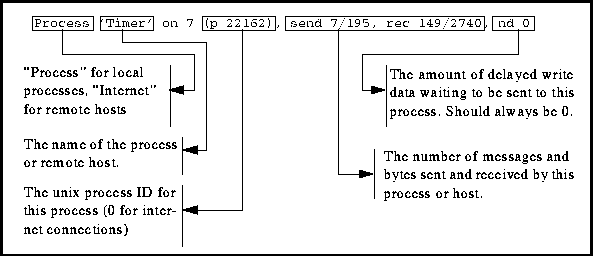 Process 'Timer' on 7 (p 22162), send 7/195, rec 149/2740, nd 0
"Process" for local
processes, "Internet"
for remote hosts
The name of the process
or remote host.
The unix process ID for
this process (0 for inter-
net connections)
The amount of delayed write
data waiting to be sent to this
process. Should always be 0.
The number of messages and
bytes sent and received by this
process or host.